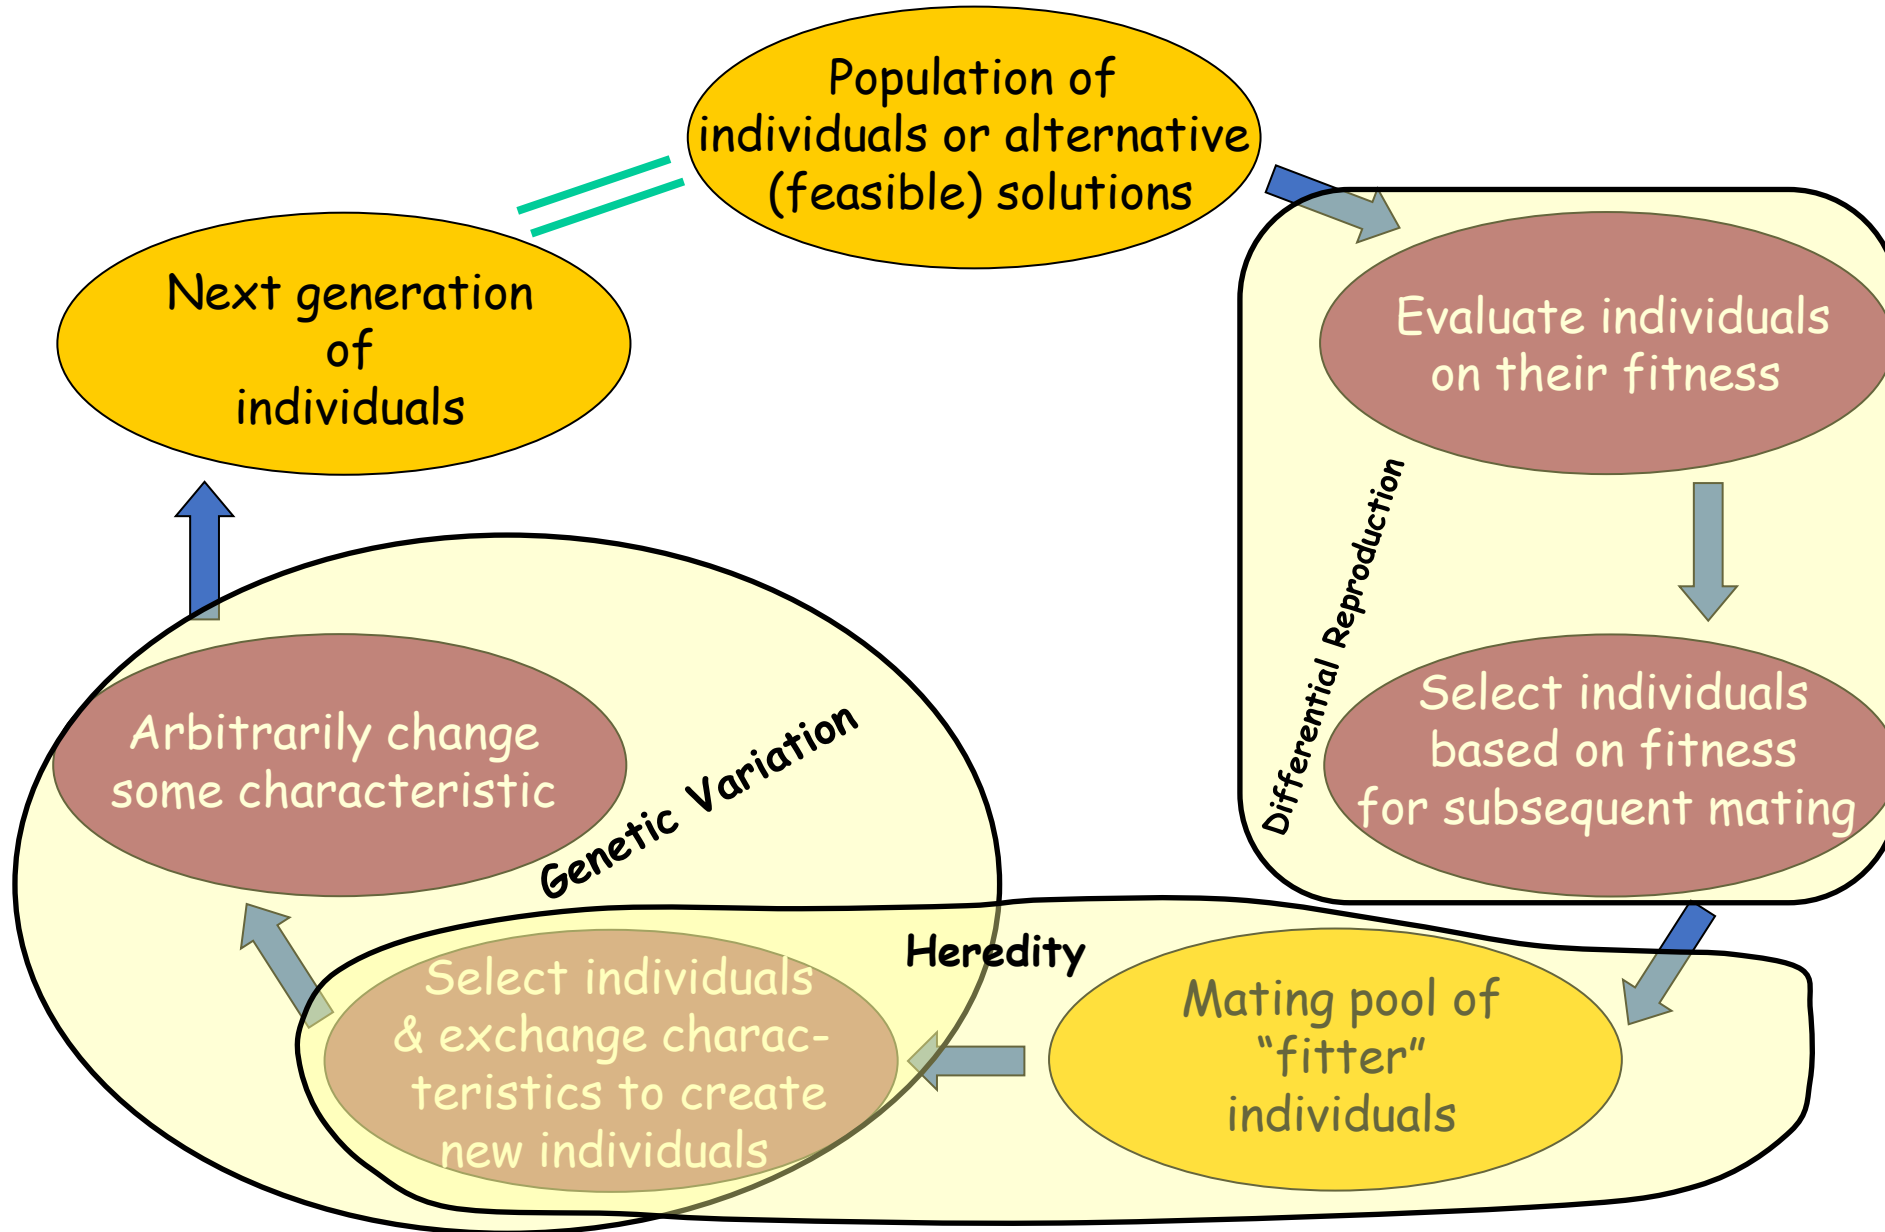 Population of
individuals or alternative
(feasible) solutions
Next generation
of
individuals
Evaluate individuals
on their fitness
Differential Reproduction
Select individuals
based on fitness
for subsequent mating
Arbitrarily change
some characteristic
Genetic Variation
Heredity
Select individuals
& exchange charac-
teristics to create
new individuals
Mating pool of
“fitter”
individuals